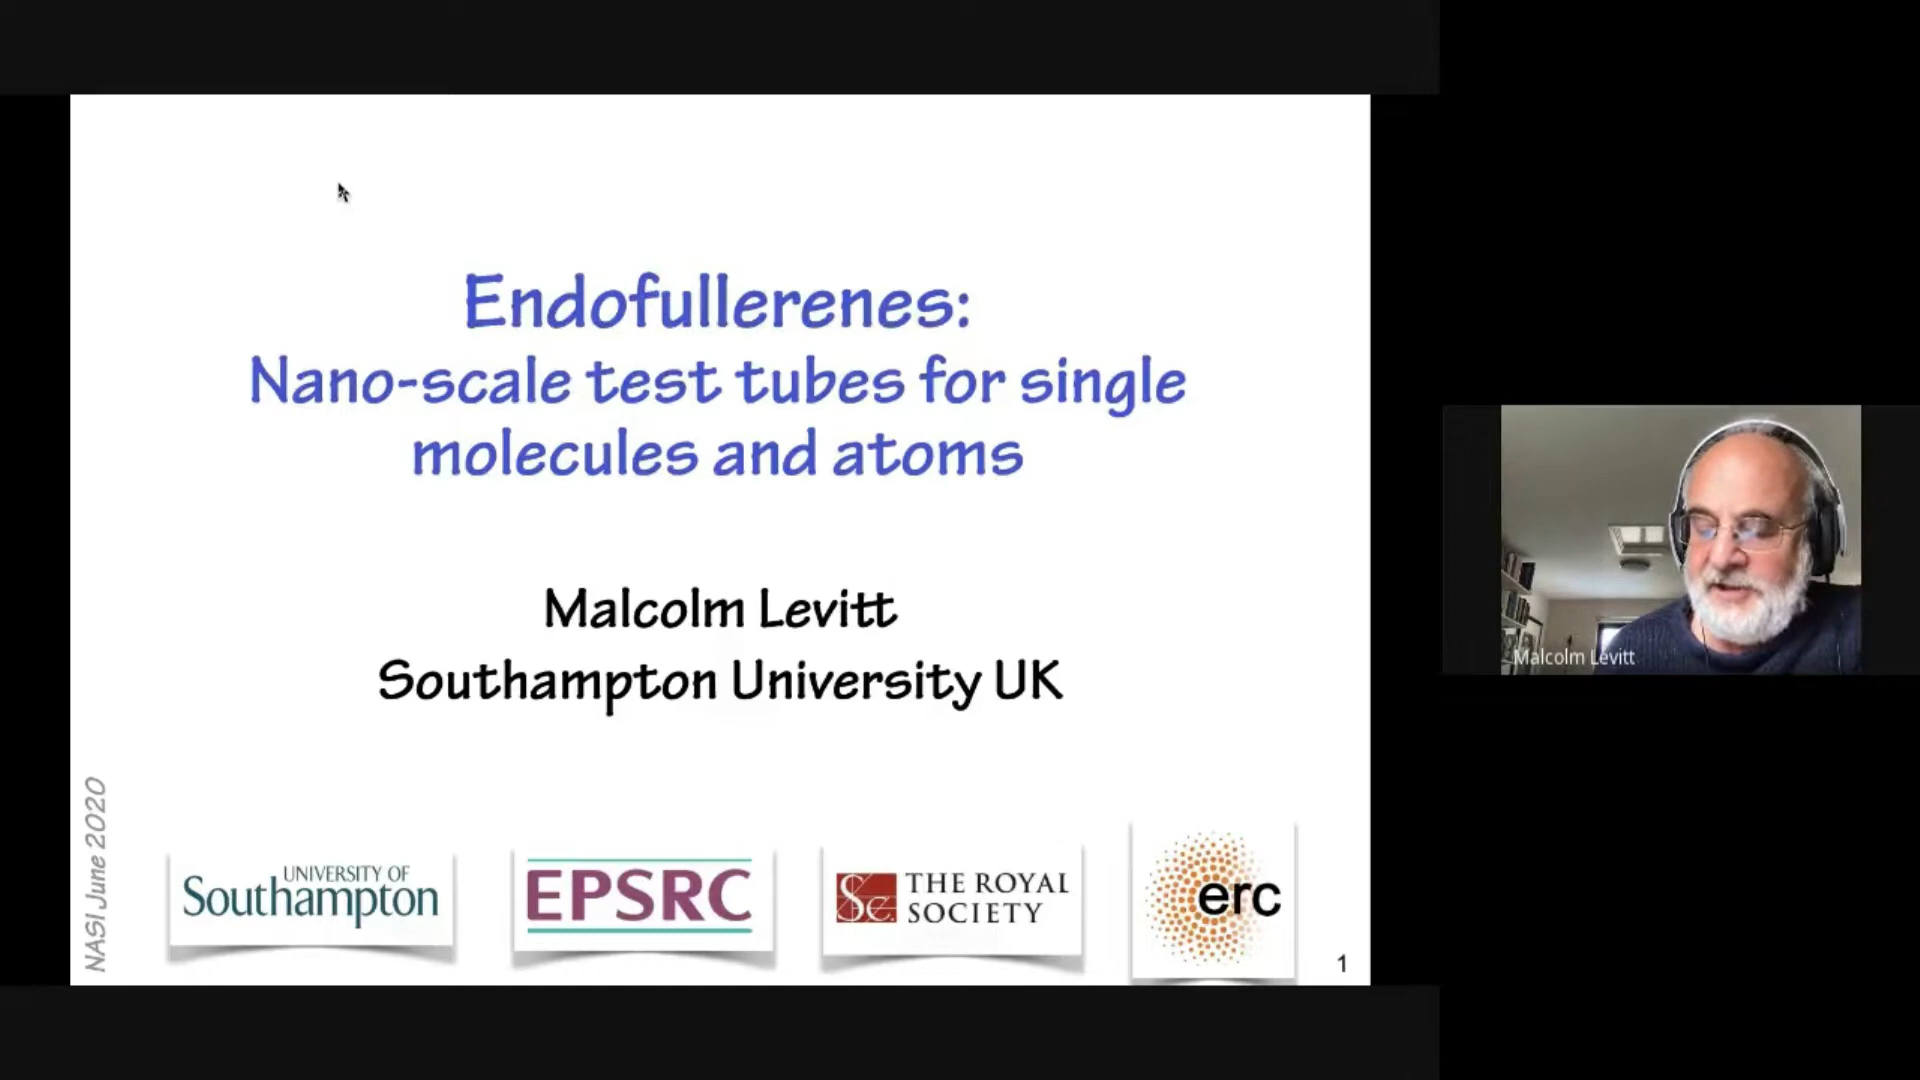 Endofullerenes:
Nano-scale test tubes for single
molecules and atoms
Malcolm Levitt
Southampton University UK
NASI June 2020
UNIVERSITY OF
Southampton
EPSRC
THE ROYAL
SOCIETY
erc
1
Malcolm Levitt